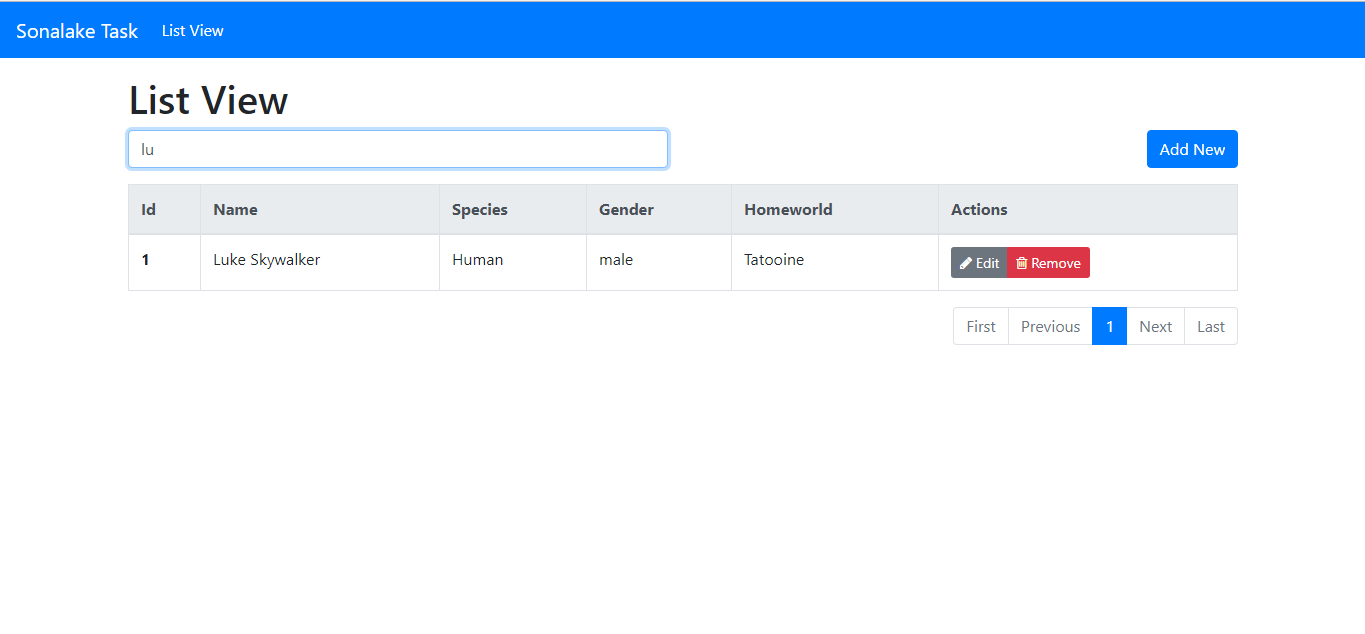 Sonalake Task List View
List View
lu
Add New
Id Name Species Gender Homeworld Actions
1 Luke Skywalker Human male Tatooine Edit Remove
First Previous 1 Next Last